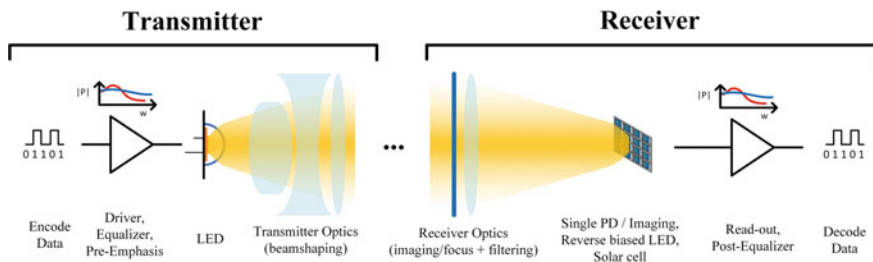 Transmitter
Receiver
|P|
w
|P|
w
01101
01101
Encode
Data
Driver,
Equalizer,
Pre-Emphasis
LED
Transmitter Optics
(beamshaping)
...
Receiver Optics
(imaging/focus + filtering)
Single PD / Imaging,
Reverse biased LED,
Solar cell
Read-out,
Post-Equalizer
Decode
Data